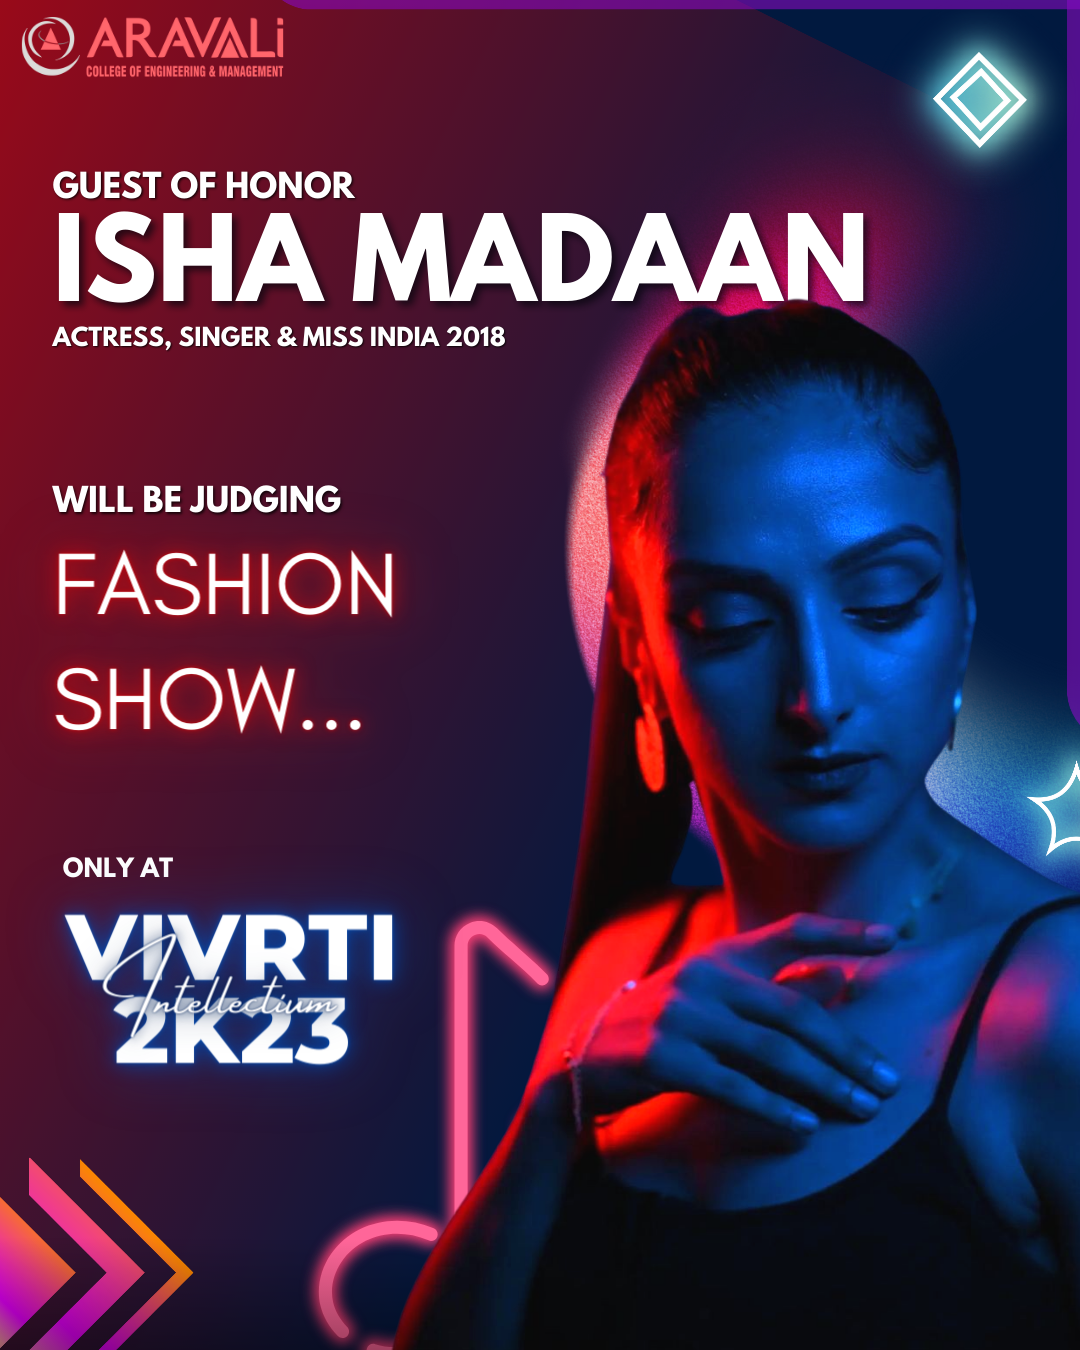 ARAVALi
COLLEGE OF ENGINEERING & MANAGEMENT
GUEST OF HONOR
ISHA MADAAN
ACTRESS, SINGER & MISS INDIA 2018
WILL BE JUDGING
FASHION
SHOW...
ONLY AT
VIVRTI
Intellectium
2K23